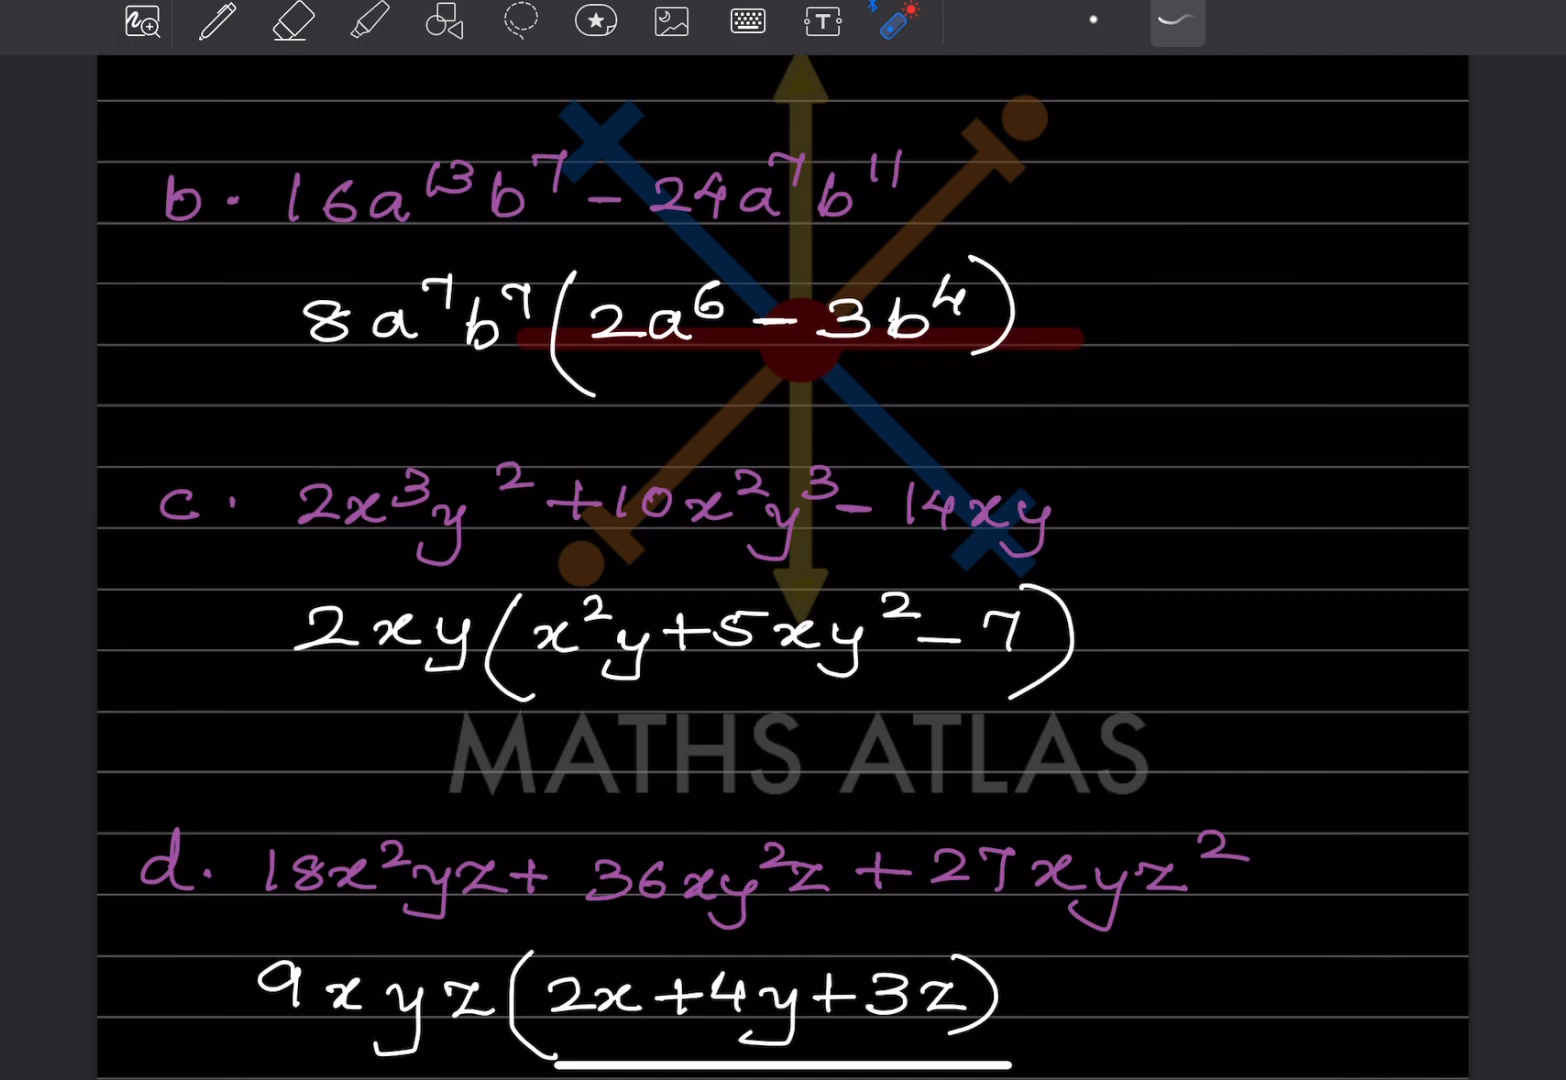 b. 16a¹³b⁷ - 24a⁷b¹¹
8a⁷b⁷(2a⁶ - 3b⁴)
c. 2x³y² + 10x²y³ - 14xy
2xy(x²y + 5xy² - 7)
MATHS ATLAS
d. 18x²yz + 36xy²z + 27xyz²
9xyz(2x + 4y + 3z)